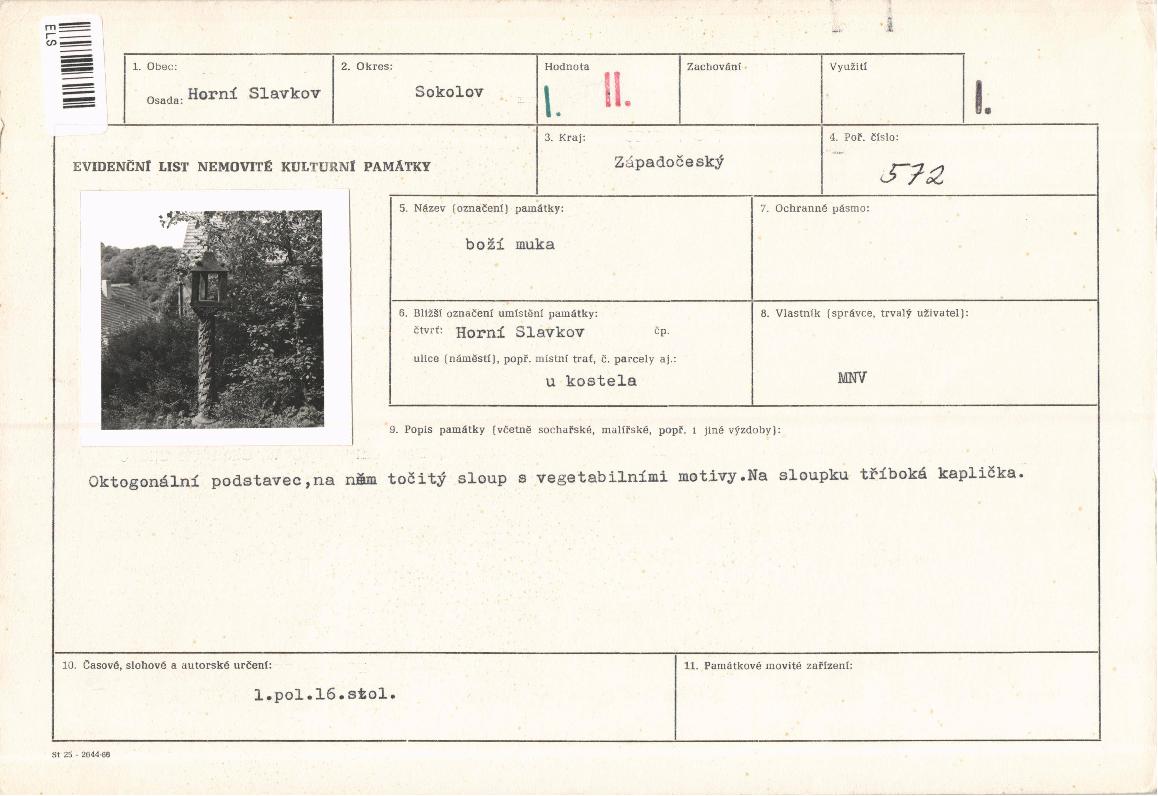 ELS
1. Obec:
Osada: Horní Slavkov
2. Okres:
Sokolov
Hodnota
I. II.
Zachování
Využití
I.
EVIDENČNÍ LIST NEMOVITÉ KULTURNÍ PAMÁTKY
3. Kraj:
Západočeský
4. Poř. číslo:
572
5. Název (označení) památky:
boží muka
7. Ochranné pásmo:
6. Bližší označení umístění památky:
čtvrť: Horní Slavkov čp.
ulice (náměstí), popř. místní trať, č. parcely aj.:
u kostela
8. Vlastník (správce, trvalý uživatel):
MNV
9. Popis památky (včetně sochařské, malířské, popř. i jiné výzdoby):
Oktogonální podstavec,na něm točitý sloup s vegetabilními motivy.Na sloupku tříboká kaplička.
10. Časové, slohové a autorské určení:
1.pol.16.stol.
11. Památkové movité zařízení:
St 25 - 2644-66